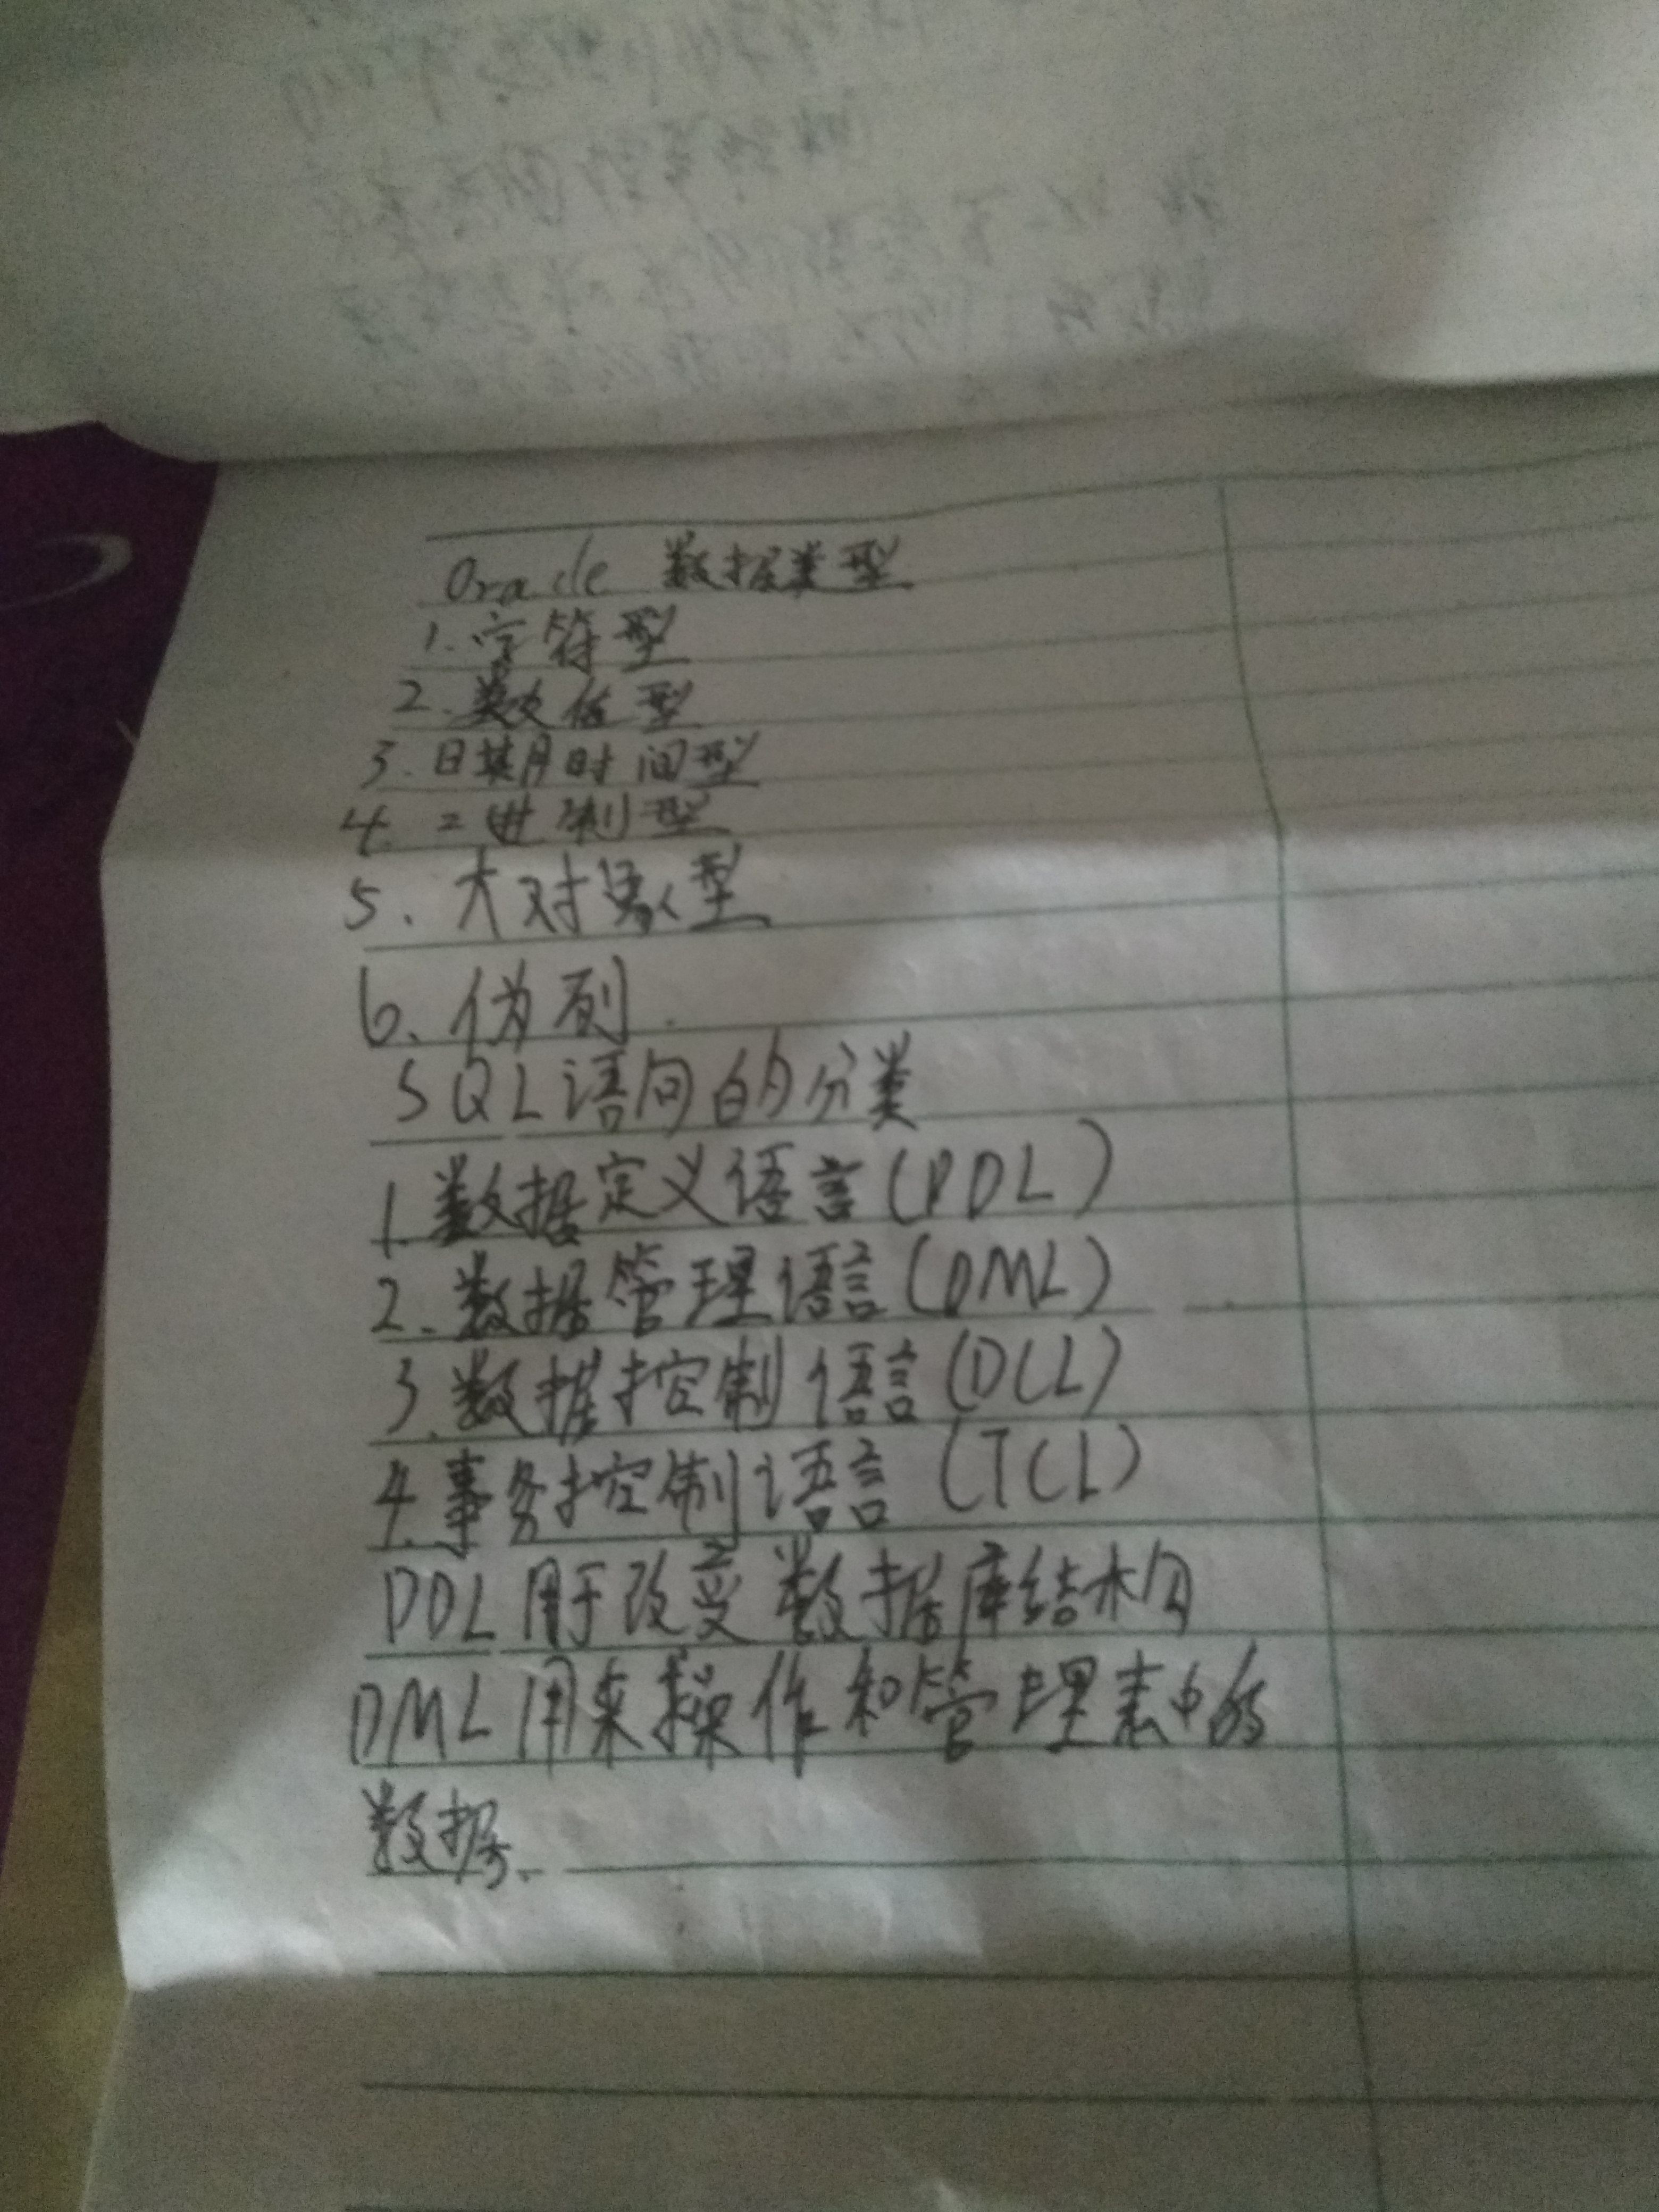 Oracle 数据类型
1.字符型
2.数值型
3.日期时间型
4.二进制型
5.大对象型
6.伪列.
SQL语句的分类
1.数据定义语言(DDL)
2.数据管理语言(DML)
3.数据控制语言(DCL)
4.事务控制语言(TCL)
DDL用于改变数据库结构
DML用来操作和管理表中的
数据.